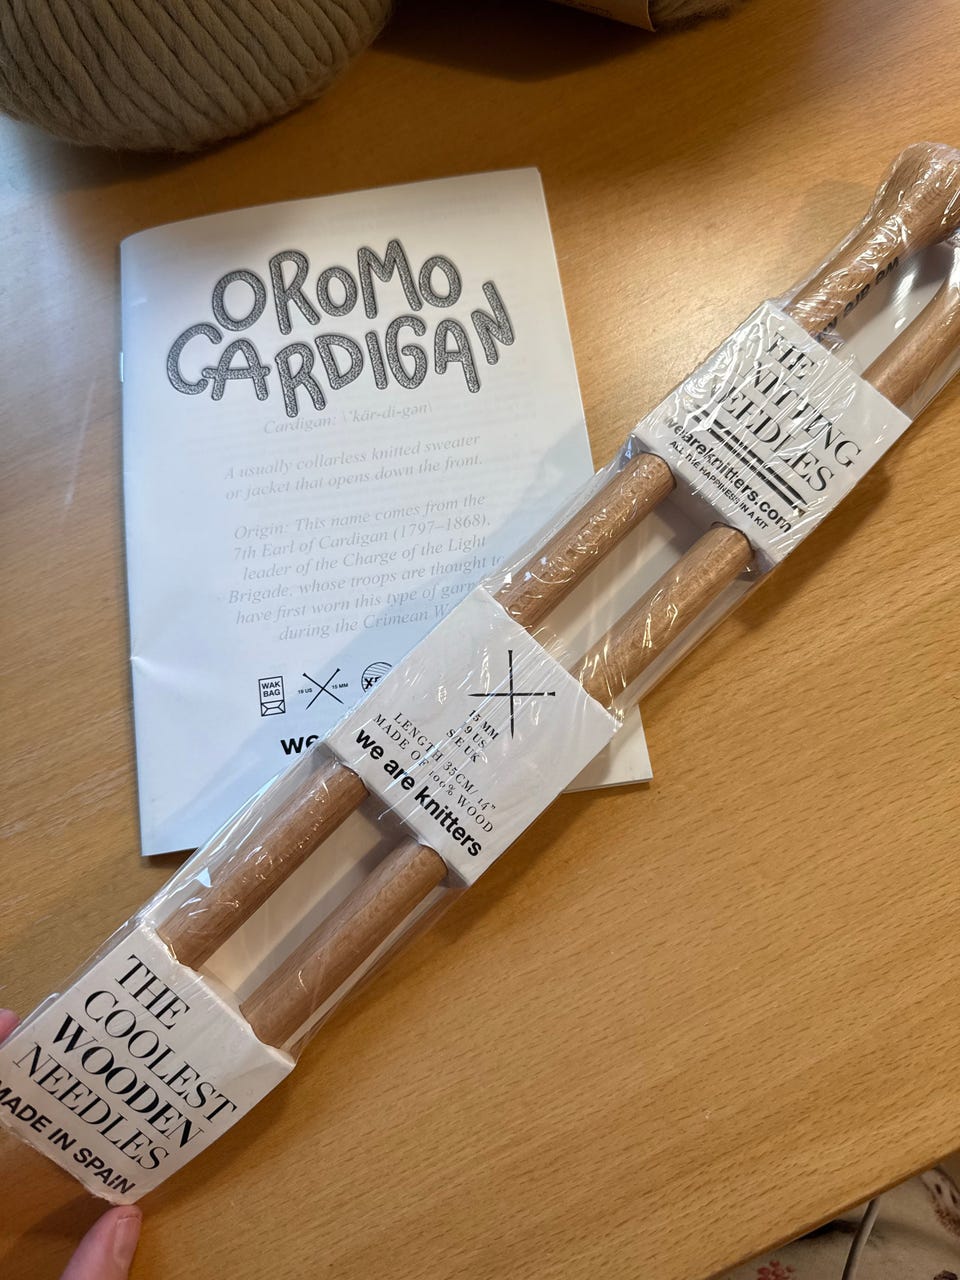 OROMO
CARDIGAN
Cardigan: \'kär-di-gən\
A usually collarless knitted sweater
or jacket that opens down the front.
Origin: This name comes from the
7th Earl of Cardigan (1797–1868),
leader of the Charge of the Light
Brigade, whose troops are thought to
have first worn this type of
during the Crimean
WAK
BAG
19 US
15 MM
we
THE
KNITTING
NEEDLES
weareknitters.com
ALL THE HAPPINESS IN A KIT
15 MM
19 US
LENGTH 35CM/ 14"
MADE OF 100% WOOD
we are knitters
THE
COOLEST
WOODEN
NEEDLES
MADE IN SPAIN